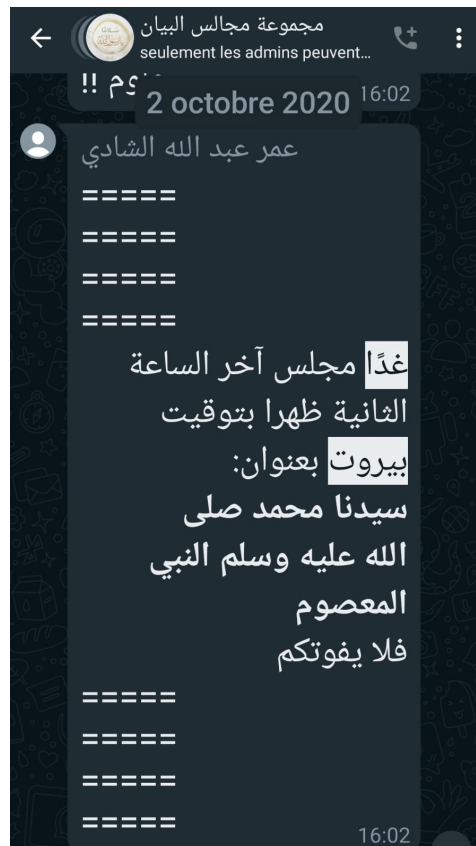 مجموعة مجالس البيان
seulement les admins peuvent...
!!
16:02
2 octobre 2020
عمر عبد الله الشادي
=====
=====
=====
=====
غدًا مجلس آخر الساعة
الثانية ظهرا بتوقيت
بيروت بعنوان:
سيدنا محمد صلى
الله عليه وسلم النبي
المعصوم
فلا يفوتكم
=====
=====
=====
=====
16:02